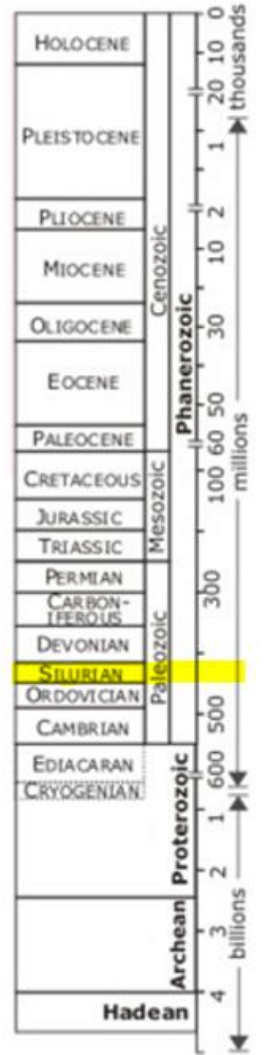 HOLOCENE
PLEISTOCENE
PLIOCENE
MIOCENE
OLIGOCENE
EOCENE
PALEOCENE
CRETACEOUS
JURASSIC
TRIASSIC
PERMIAN
CARBON-
IFEROUS
DEVONIAN
SILURIAN
ORDOVICIAN
CAMBRIAN
EDIACARAN
CRYOGENIAN
Cenozoic
Mesozoic
Paleozoic
Phanerozoic
Proterozoic
Archean
Hadean
0
10
20
1
2
10
30
50
60
100
300
500
600
1
2
3
4
thousands
millions
billions